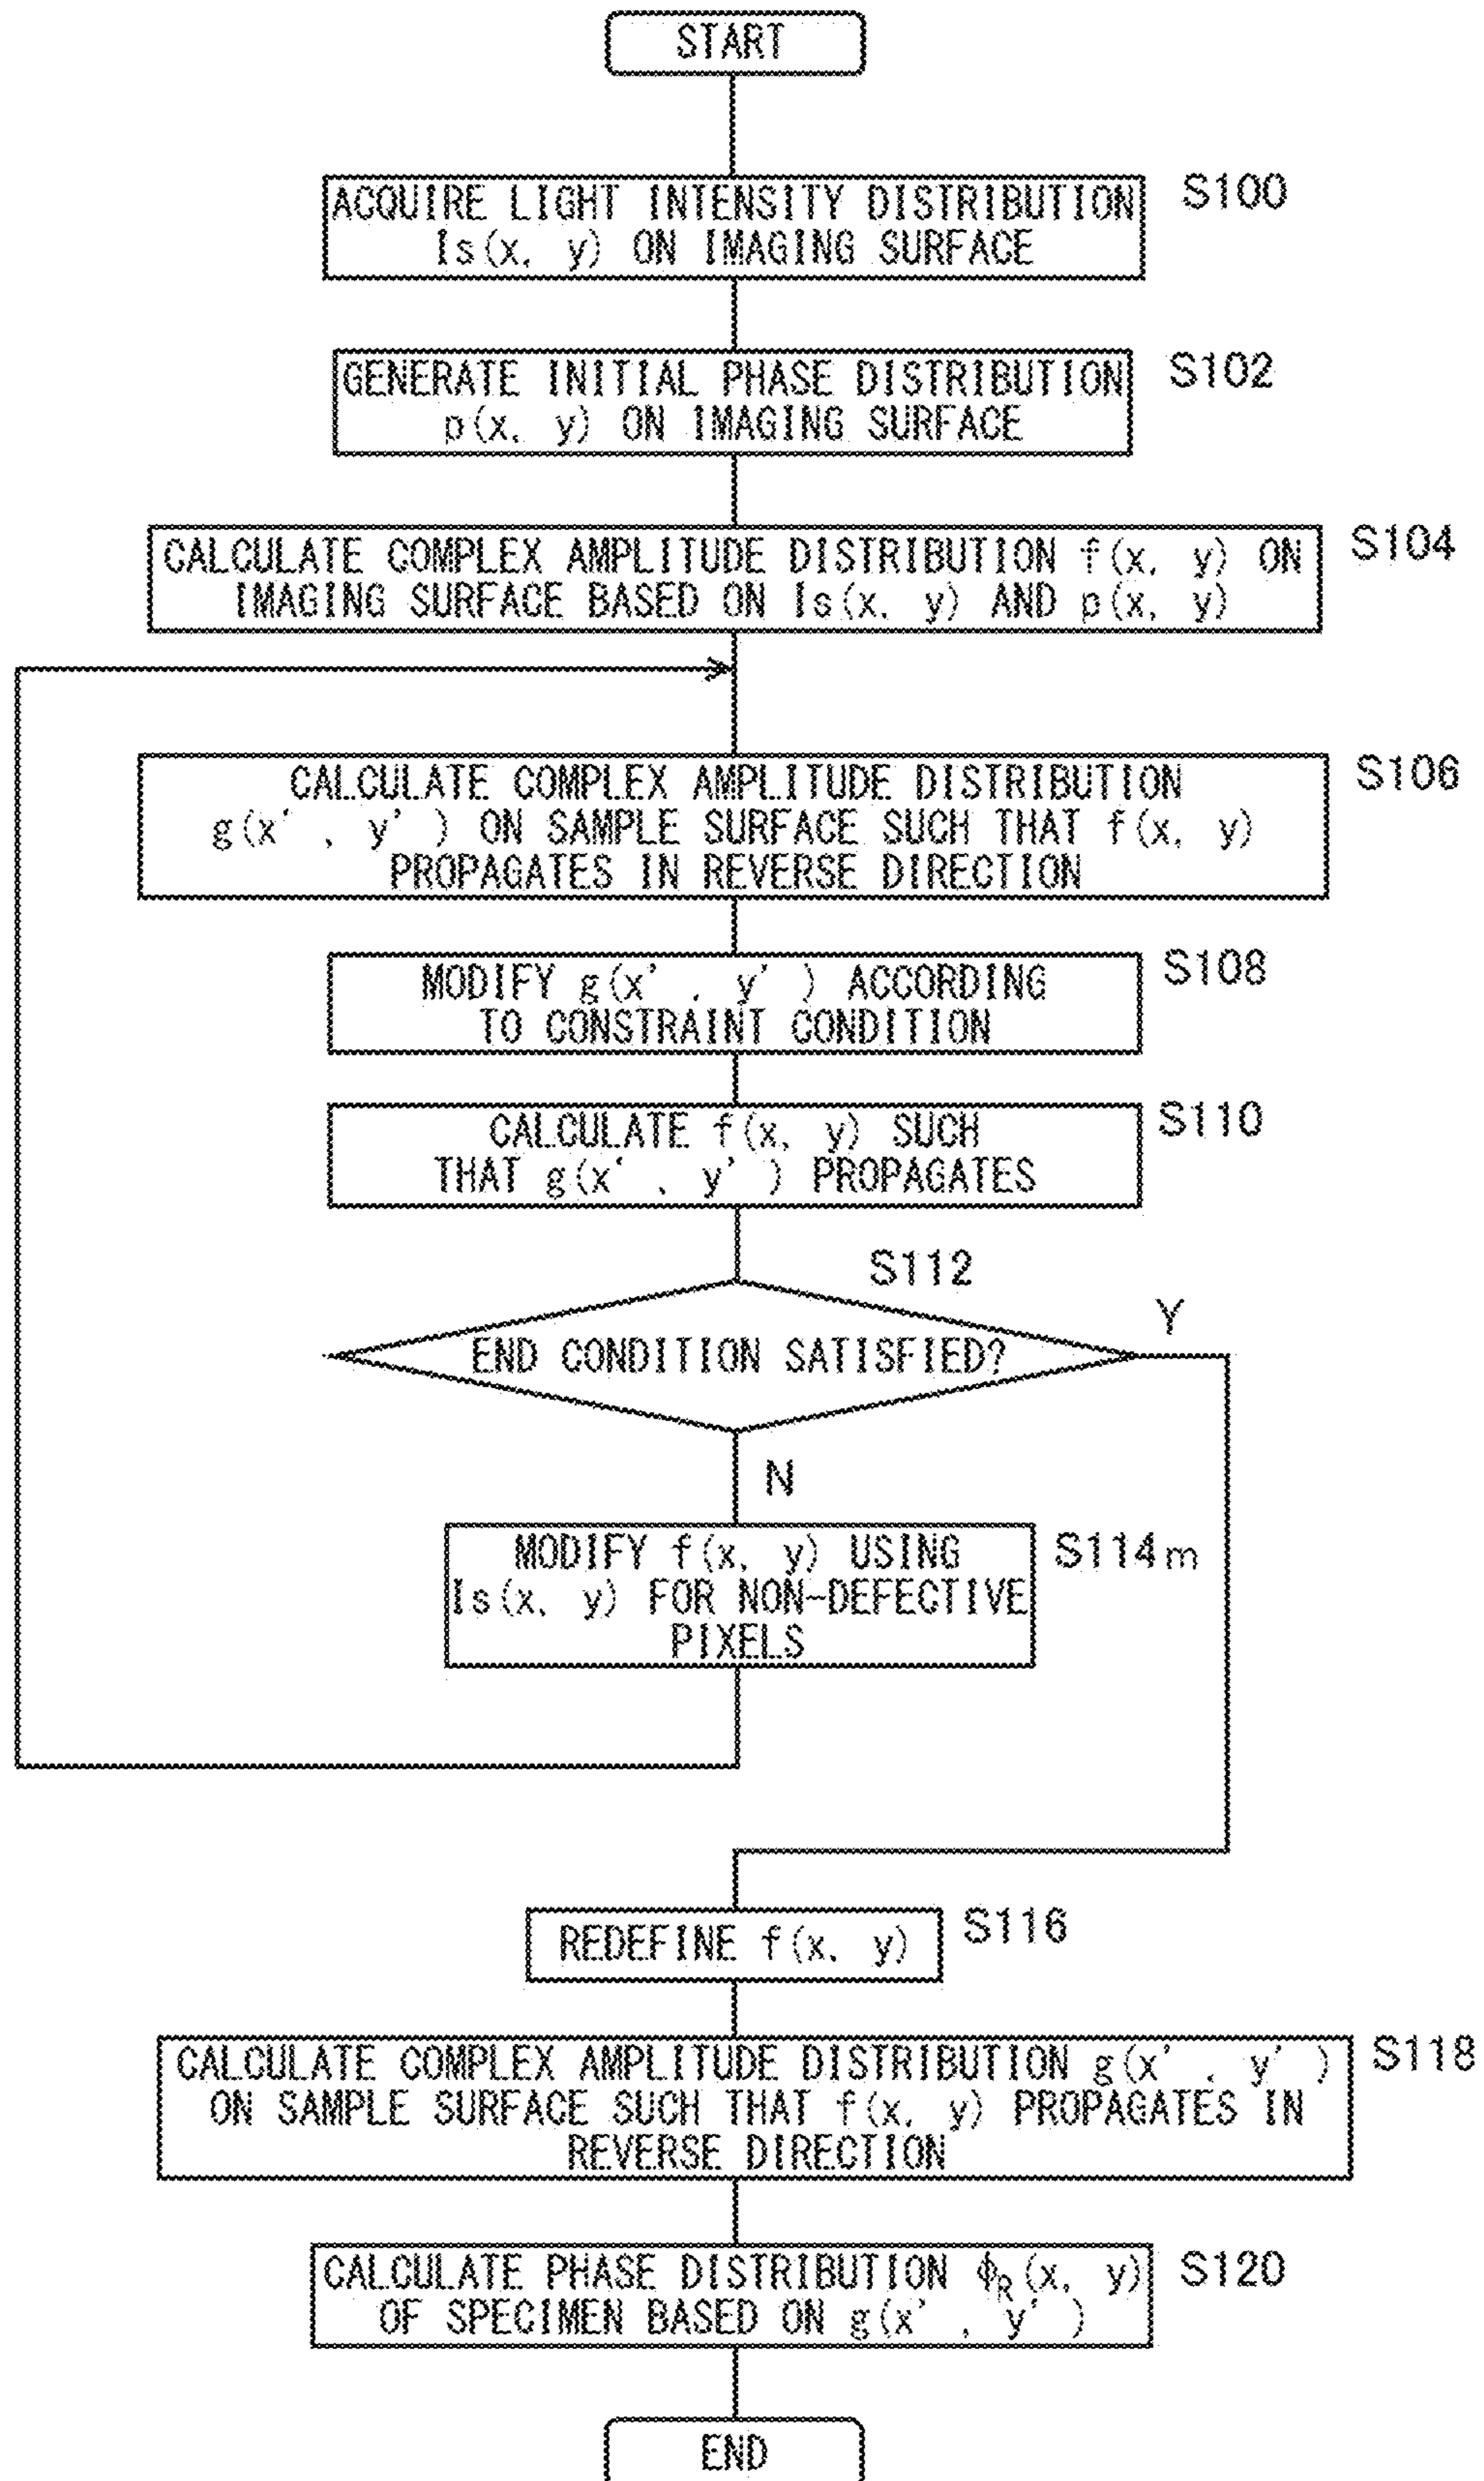 START
ACQUIRE LIGHT INTENSITY DISTRIBUTION
S100
Is(x, y) ON IMAGING SURFACE
GENERATE INITIAL PHASE DISTRIBUTION
S102
p(x, y) ON IMAGING SURFACE
CALCULATE COMPLEX AMPLITUDE DISTRIBUTION f(x, y) ON
S104
IMAGING SURFACE BASED ON Is(x, y) AND p(x, y)
CALCULATE COMPLEX AMPLITUDE DISTRIBUTION
S106
g(x' , y' ) ON SAMPLE SURFACE SUCH THAT f(x, y)
PROPAGATES IN REVERSE DIRECTION
MODIFY g(x' , y' ) ACCORDING
S108
TO CONSTRAINT CONDITION
CALCULATE f(x, y) SUCH
S110
THAT g(x' , y' ) PROPAGATES
S112
END CONDITION SATISFIED?
Y
N
MODIFY f(x, y) USING
S114m
Is(x, y) FOR NON-DEFECTIVE
PIXELS
REDEFINE f(x, y)
S116
CALCULATE COMPLEX AMPLITUDE DISTRIBUTION g(x' , y' )
S118
ON SAMPLE SURFACE SUCH THAT f(x, y) PROPAGATES IN
REVERSE DIRECTION
CALCULATE PHASE DISTRIBUTION ϕR(x, y)
S120
OF SPECIMEN BASED ON g(x' , y' )
END